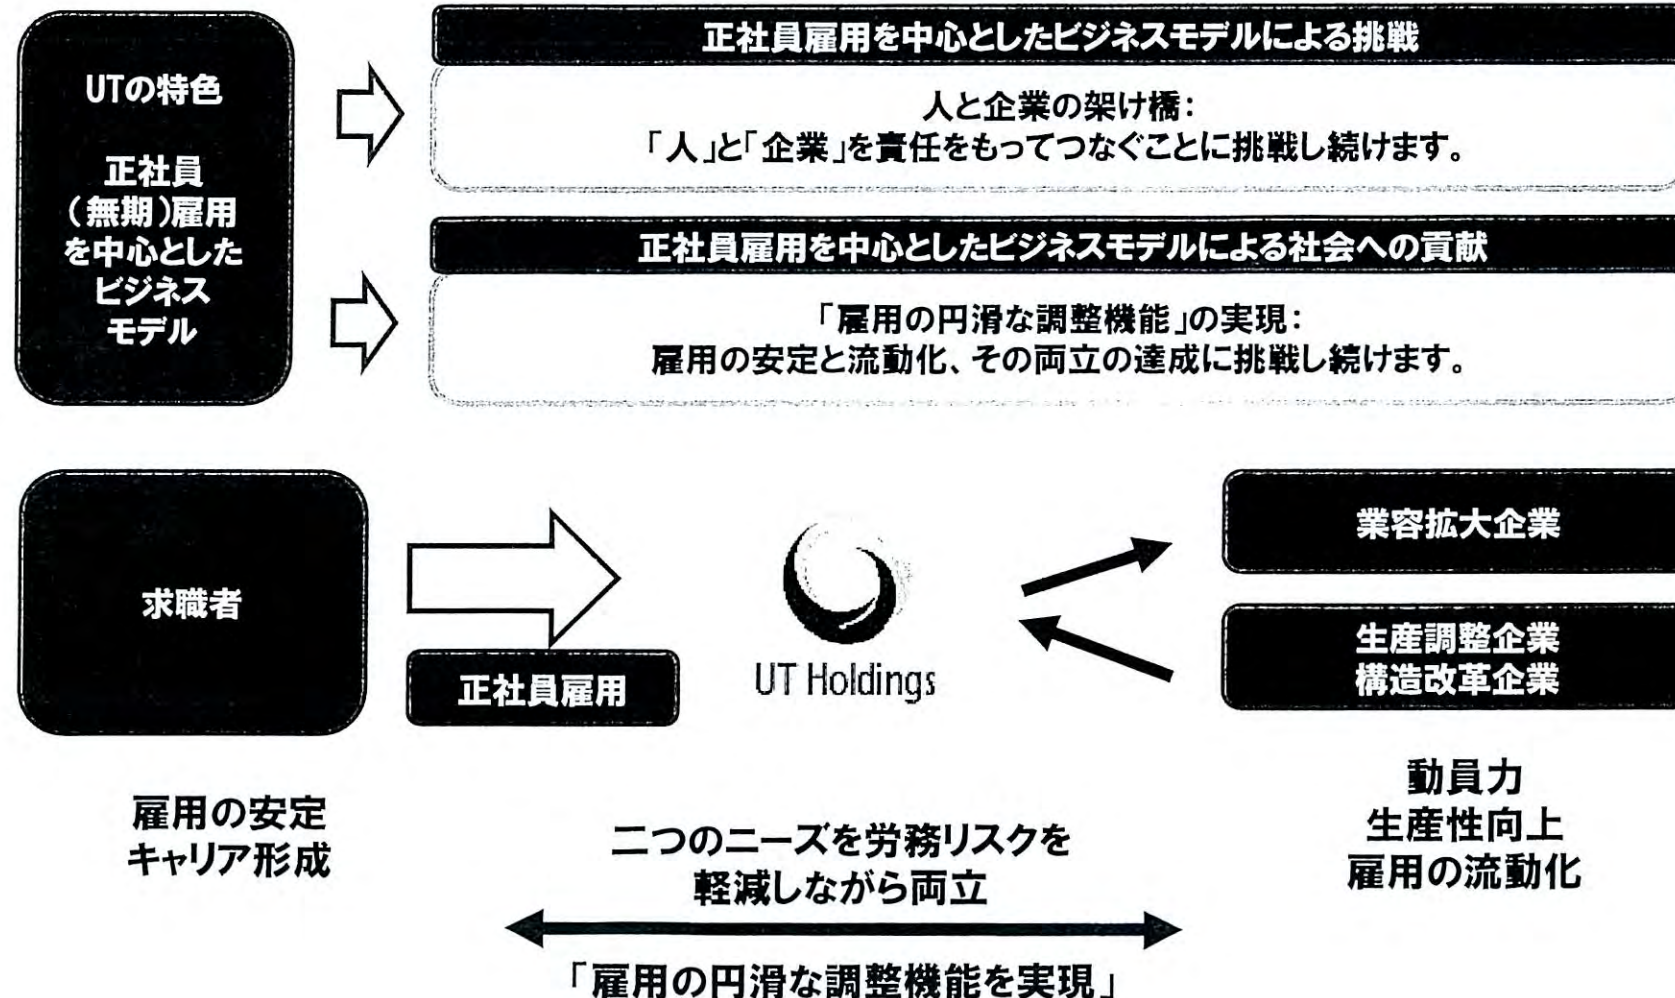 UTの特色
正社員
(無期)雇用
を中心とした
ビジネス
モデル
正社員雇用を中心としたビジネスモデルによる挑戦
人と企業の架け橋:
「人」と「企業」を責任をもってつなぐことに挑戦し続けます。
正社員雇用を中心としたビジネスモデルによる社会への貢献
「雇用の円滑な調整機能」の実現:
雇用の安定と流動化、その両立の達成に挑戦し続けます。
求職者
正社員雇用
UT Holdings
業容拡大企業
生産調整企業
構造改革企業
雇用の安定
キャリア形成
二つのニーズを労務リスクを
軽減しながら両立
「雇用の円滑な調整機能を実現」
動員力
生産性向上
雇用の流動化